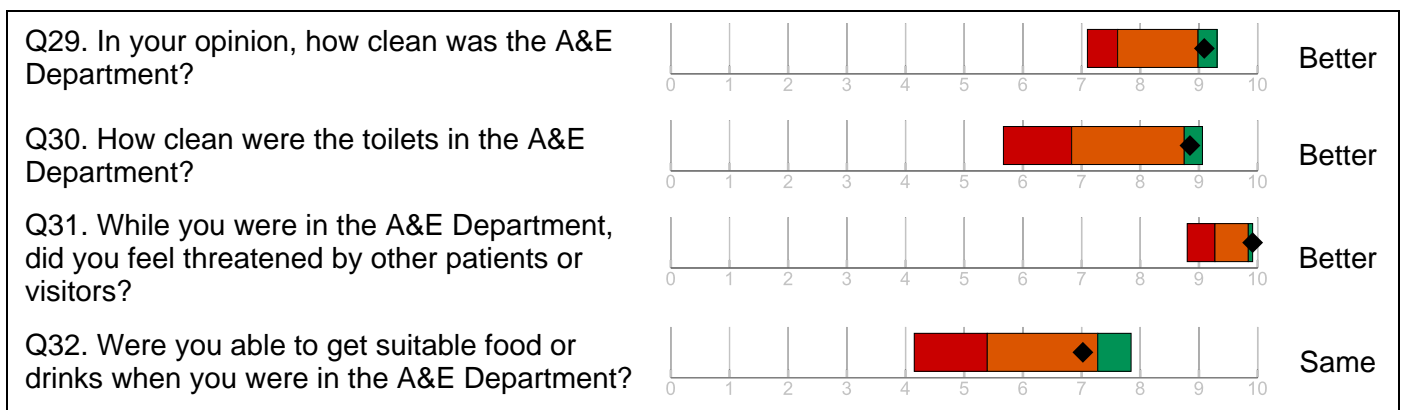 Q29. In your opinion, how clean was the A&E
Department?
0 1 2 3 4 5 6 7 8 9 10
Better
Q30. How clean were the toilets in the A&E
Department?
0 1 2 3 4 5 6 7 8 9 10
Better
Q31. While you were in the A&E Department,
did you feel threatened by other patients or
visitors?
0 1 2 3 4 5 6 7 8 9 10
Better
Q32. Were you able to get suitable food or
drinks when you were in the A&E Department?
0 1 2 3 4 5 6 7 8 9 10
Same